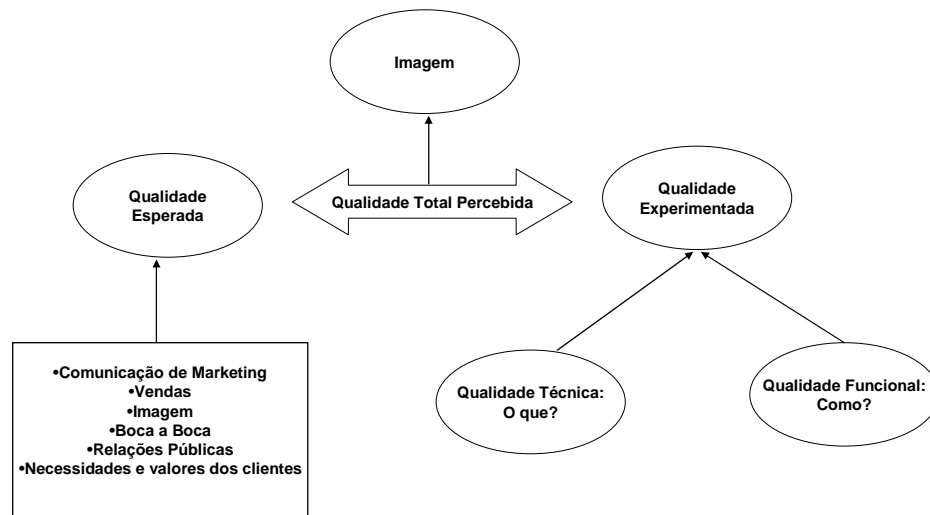 Imagem
Qualidade
Esperada
Qualidade Total Percebida
Qualidade
Experimentada
•Comunicação de Marketing
•Vendas
•Imagem
•Boca a Boca
•Relações Públicas
•Necessidades e valores dos clientes
Qualidade Técnica:
O que?
Qualidade Funcional:
Como?